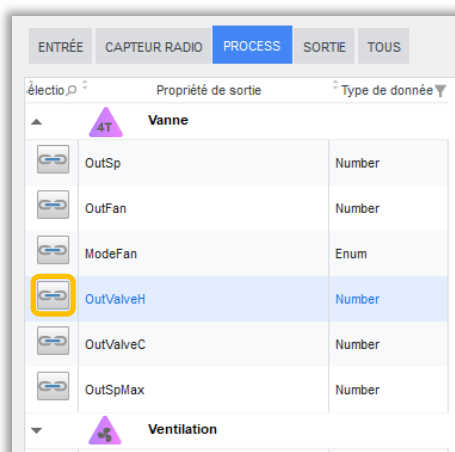 ENTRÉE CAPTEUR RADIO PROCESS SORTIE TOUS
électio Propriété de sortie Type de donnée
4T Vanne
OutSp Number
OutFan Number
ModeFan Enum
OutValveH Number
OutValveC Number
OutSpMax Number
Ventilation